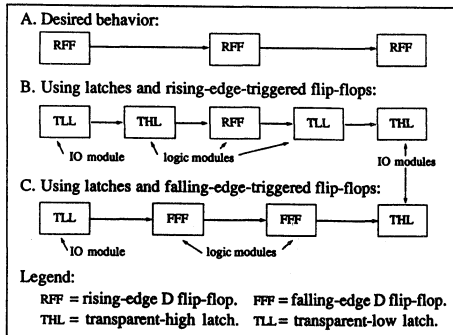 A. Desired behavior:
RFF RFF RFF
B. Using latches and rising-edge-triggered flip-flops:
TLL THL RFF TLL THL
IO module logic modules IO modules
C. Using latches and falling-edge-triggered flip-flops:
TLL FFF FFF THL
IO module logic modules
Legend:
RFF = rising-edge D flip-flop. FFF = falling-edge D flip-flop.
THL = transparent-high latch. TLL = transparent-low latch.